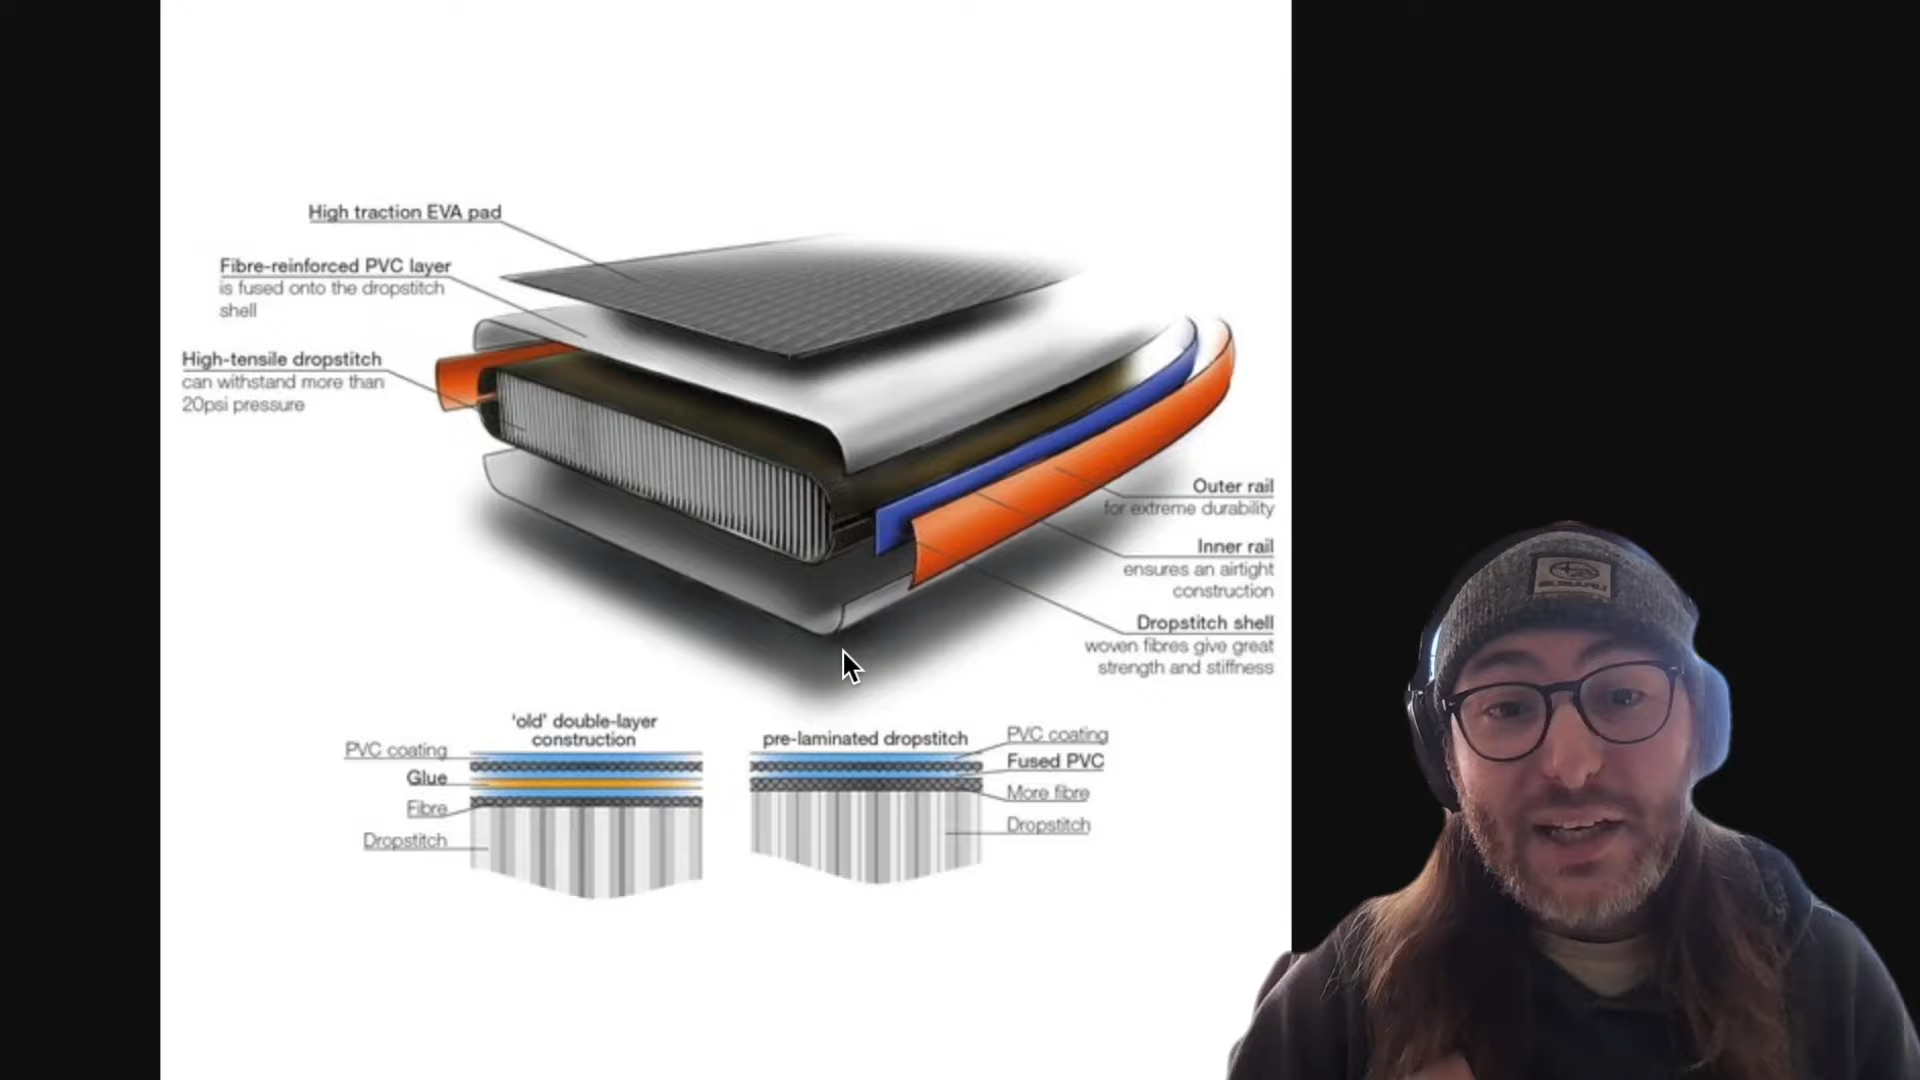 High traction EVA pad
Fibre-reinforced PVC layer
is fused onto the dropstitch
shell
High-tensile dropstitch
can withstand more than
20psi pressure
Outer rail
for extreme durability
Inner rail
ensures an airtight
construction
Dropstitch shell
woven fibres give great
strength and stiffness
'old' double-layer
construction
PVC coating
Glue
Fibre
Dropstitch
pre-laminated dropstitch
PVC coating
Fused PVC
More fibre
Dropstitch
SUBARU